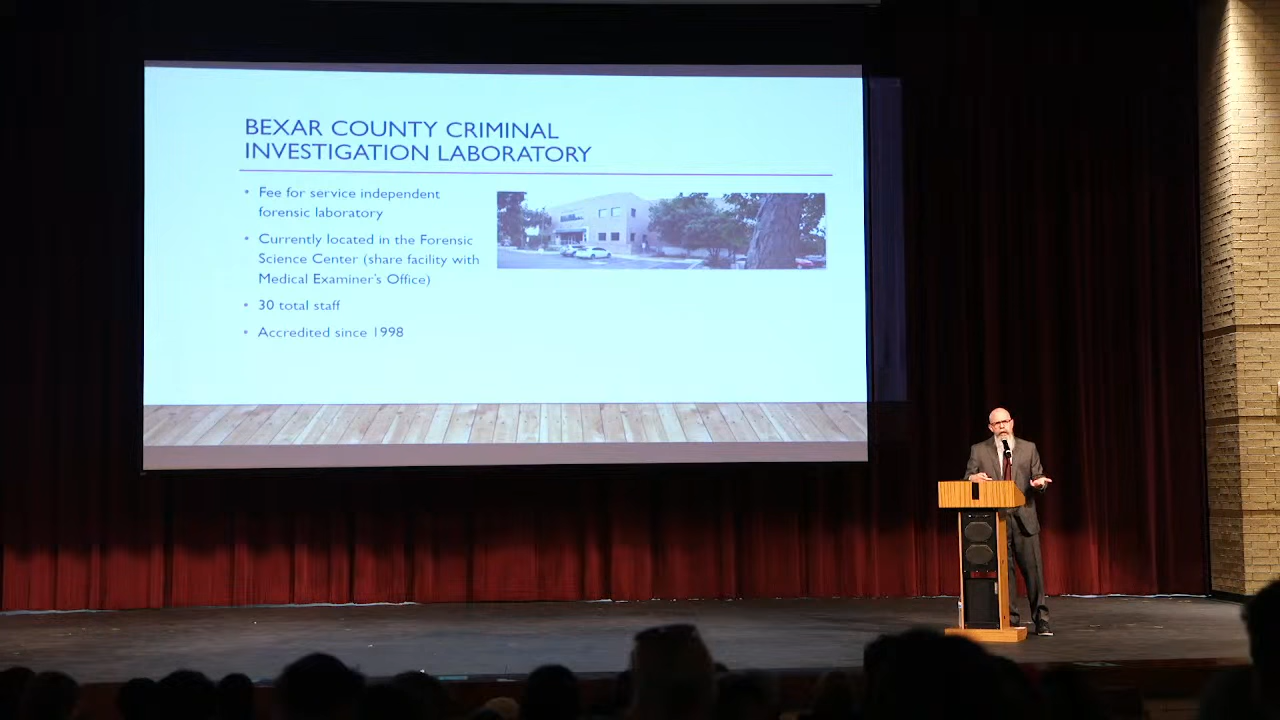 BEXAR COUNTY CRIMINAL
INVESTIGATION LABORATORY
• Fee for service independent
forensic laboratory
• Currently located in the Forensic
Science Center (share facility with
Medical Examiner's Office)
• 30 total staff
• Accredited since 1998